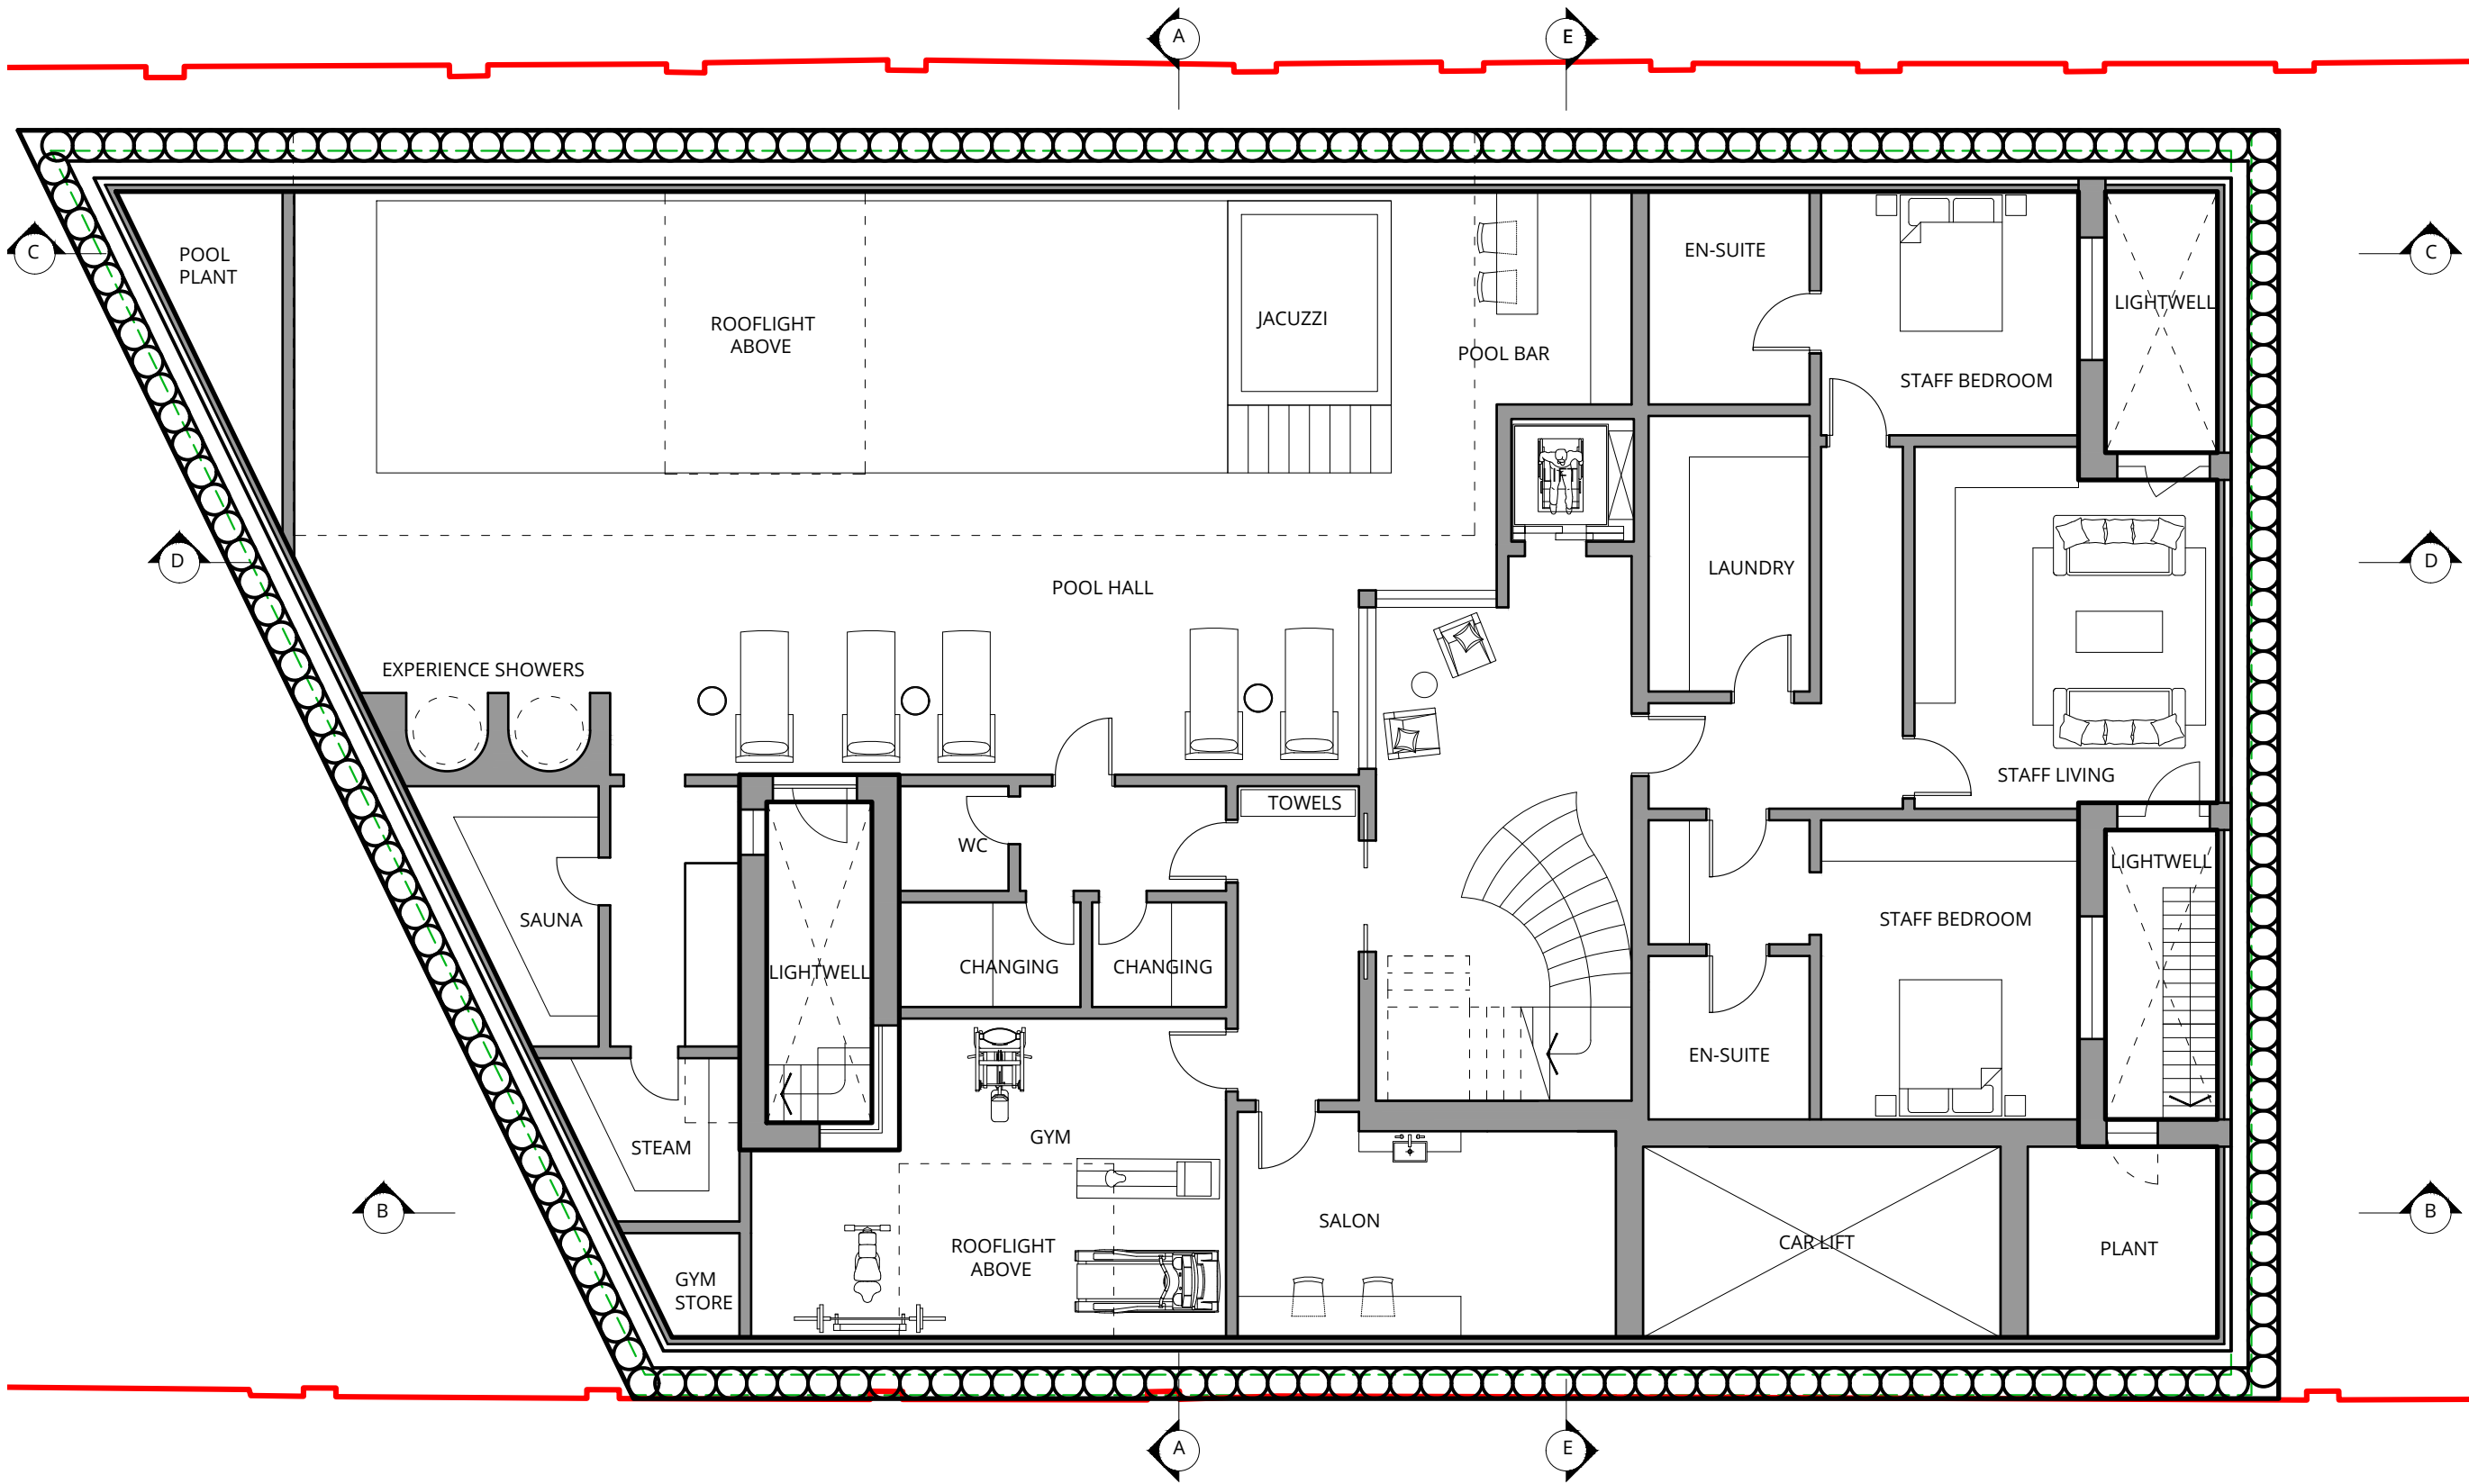 A
E
C
POOL
PLANT
EN-SUITE
C
LIGHTWELL
ROOFLIGHT
ABOVE
JACUZZI
POOL BAR
STAFF BEDROOM
D
LAUNDRY
D
POOL HALL
EXPERIENCE SHOWERS
STAFF LIVING
TOWELS
WC
LIGHTWELL
SAUNA
STAFF BEDROOM
LIGHTWELL
CHANGING
CHANGING
EN-SUITE
GYM
STEAM
B
SALON
B
ROOFLIGHT
ABOVE
CAR LIFT
PLANT
GYM
STORE
A
E